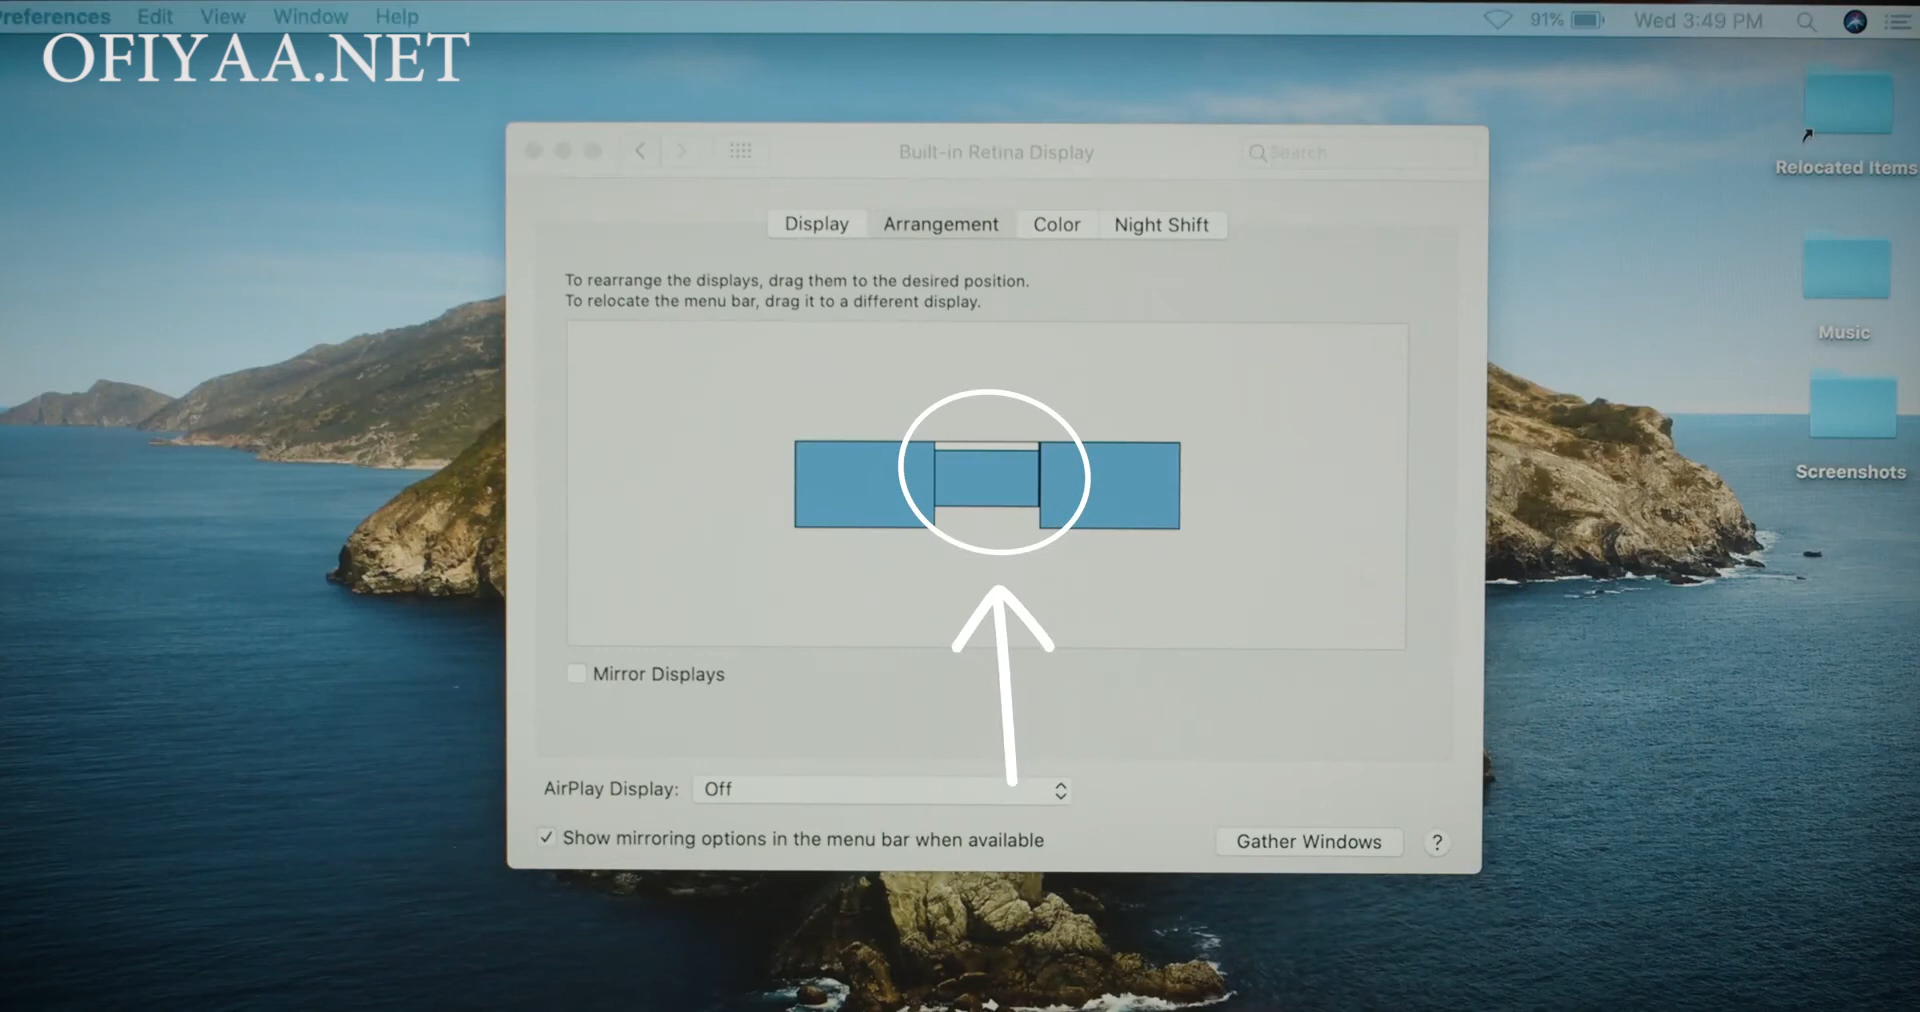 references Edit View Window Help
91% Wed 3:49 PM
OFIYAA.NET
Built-in Retina Display
Search
Display Arrangement Color Night Shift
To rearrange the displays, drag them to the desired position.
To relocate the menu bar, drag it to a different display.
Mirror Displays
AirPlay Display: Off
Show mirroring options in the menu bar when available
Gather Windows ?
Relocated Items
Music
Screenshots